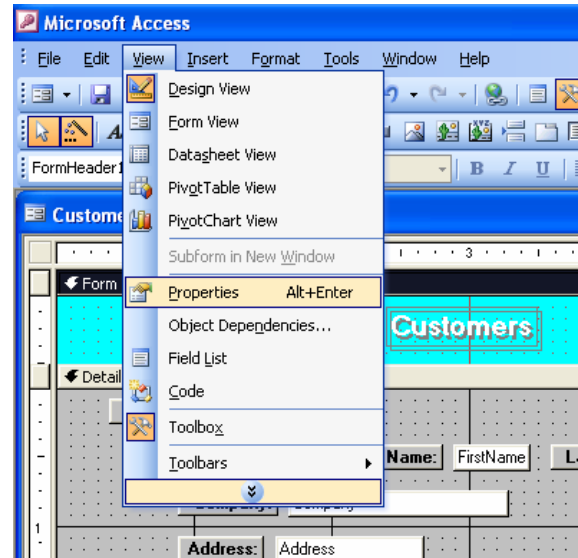 Microsoft Access
File Edit View Insert Format Tools Window Help
Design View
Form View
Datasheet View
PivotTable View
PivotChart View
Subform in New Window
Properties Alt+Enter
Object Dependencies...
Field List
Code
Toolbox
Toolbars
FormHeader1
B I U
Custome
3
Form
Customers
Detail
Name: FirstName L
Company: Company
1
Address: Address